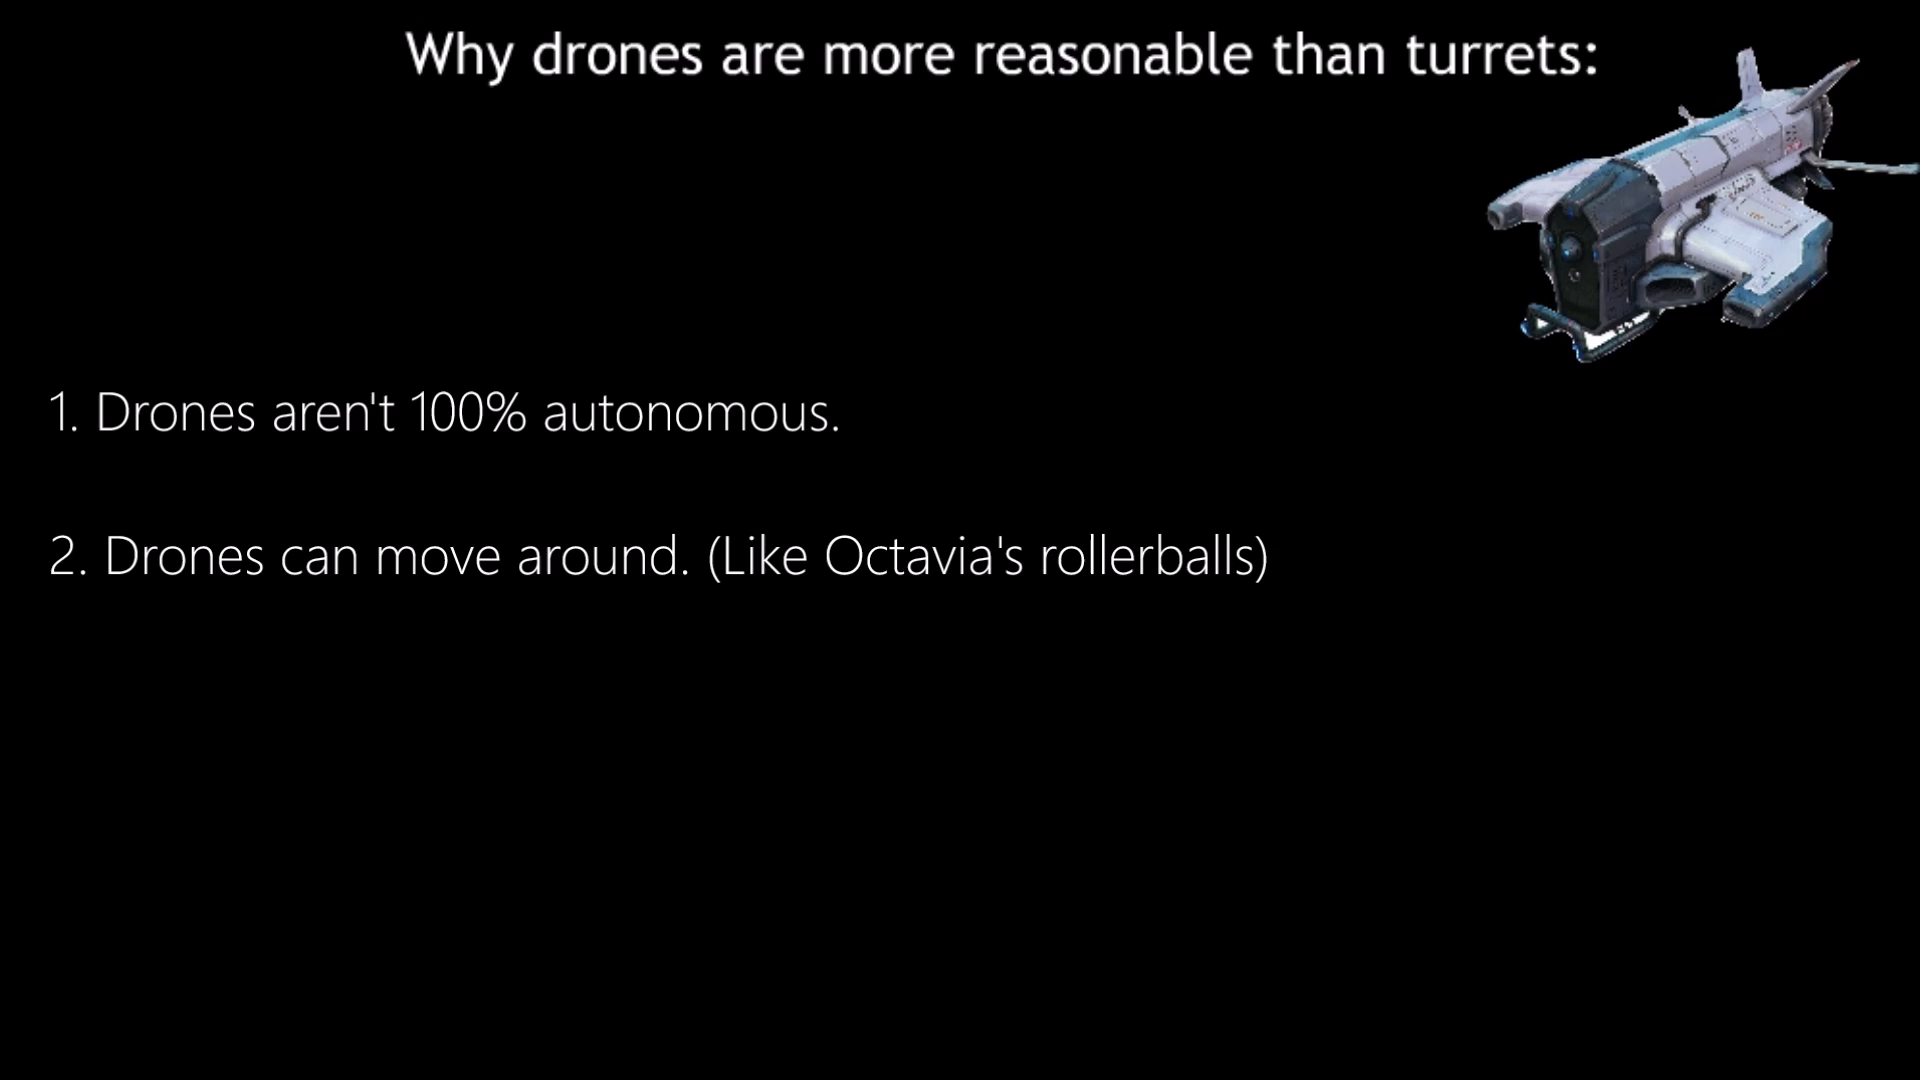 Why drones are more reasonable than turrets:
1. Drones aren't 100% autonomous.
2. Drones can move around. (Like Octavia's rollerballs)